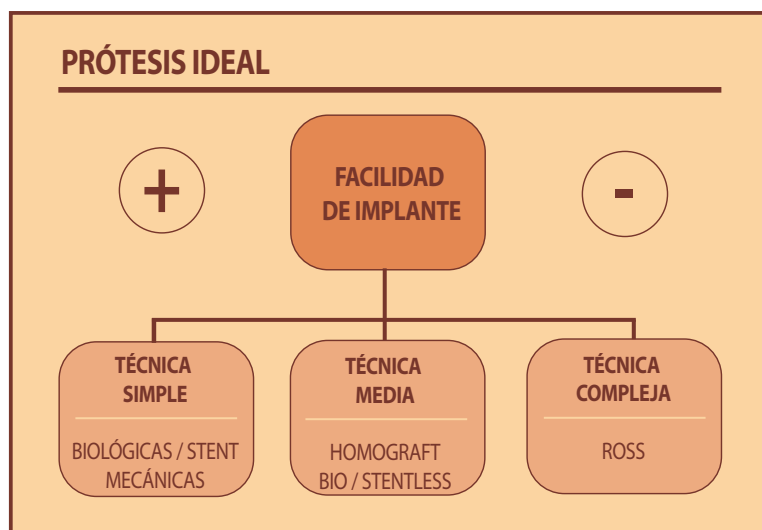 PRÓTESIS IDEAL
+
FACILIDAD
DE IMPLANTE
-
TÉCNICA
SIMPLE
BIOLÓGICAS / STENT
MECÁNICAS
TÉCNICA
MEDIA
HOMOGRAFT
BIO / STENTLESS
TÉCNICA
COMPLEJA
ROSS